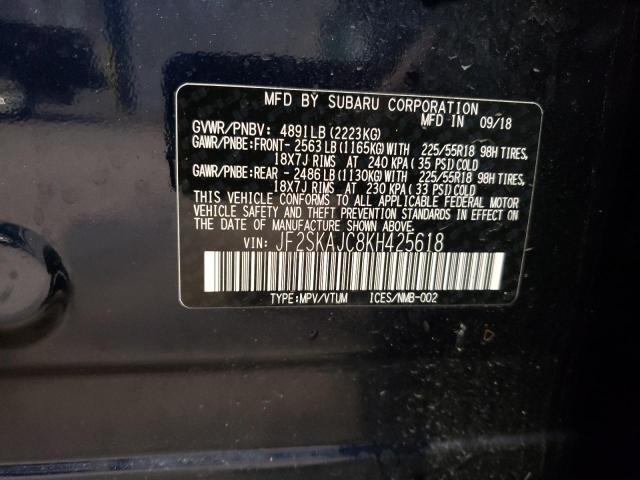 MFD BY SUBARU CORPORATION
MFD IN 09/18
GVWR/PNBV: 4891LB(2223KG)
GAWR/PNBE:FRONT- 2563LB(1165KG)WITH 225/55R18 98H TIRES,
18X7J RIMS AT 240 KPA(35 PSI)COLD
GAWR/PNBE:REAR - 2486LB(1130KG)WITH 225/55R18 98H TIRES,
18X7J RIMS AT 230 KPA(33 PSI)COLD
THIS VEHICLE CONFORMS TO ALL APPLICABLE FEDERAL MOTOR
VEHICLE SAFETY AND THEFT PREVENTION STANDARDS IN EFFECT ON
THE DATE OF MANUFACTURE SHOWN ABOVE.
VIN: JF2SKAJC8KH425618
TYPE:MPV/VTUM ICES/NMB-002